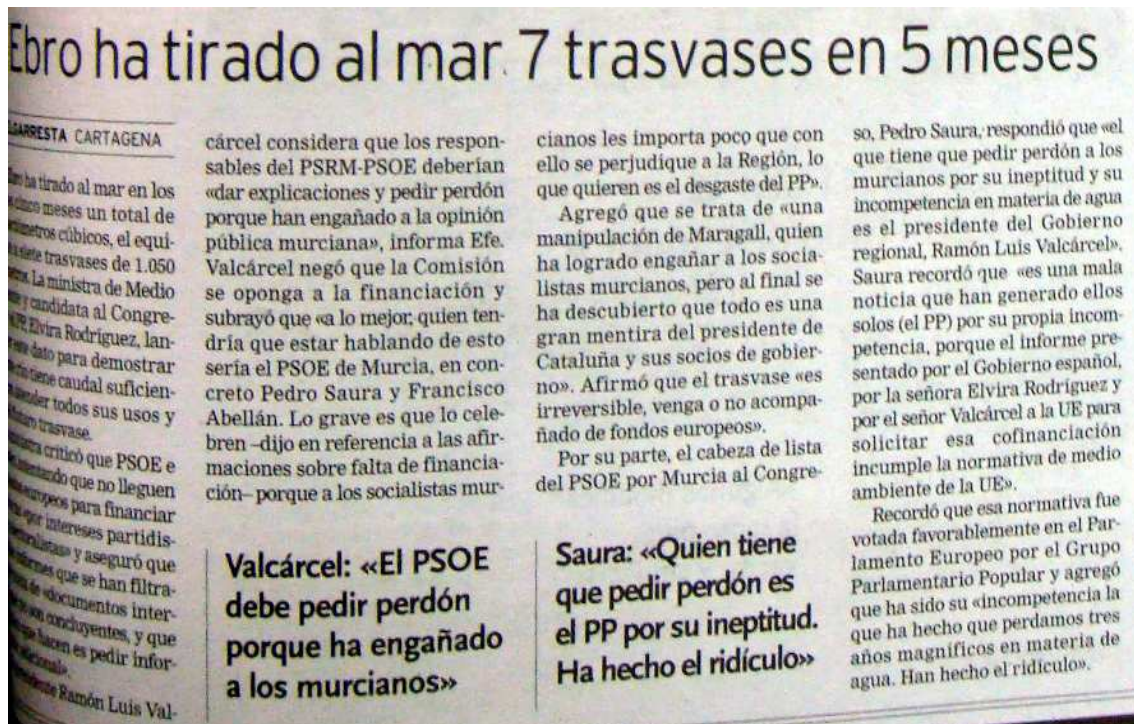 Ebro ha tirado al mar 7 trasvases en 5 meses
CARTAGENA
ha tirado al mar en los
cinco meses un total de
cúbicos, el equi-
siete trasvases de 1.050
La ministra de Medio
y candidata al Congre-
Elvira Rodríguez, lan-
dato para demostrar
tiene caudal suficien-
atender todos sus usos y
trasvase.
criticó que PSOE e
intentando que no lleguen
europeos para financiar
por intereses partidis-
y aseguró que
informes que se han filtra-
«documentos inter-
son concluyentes, y que
hacen es pedir infor-
Ramón Luis Val-
cárcel considera que los respon-
sables del PSRM-PSOE deberían
«dar explicaciones y pedir perdón
porque han engañado a la opinión
pública murciana», informa Efe.
Valcárcel negó que la Comisión
se oponga a la financiación y
subrayó que «a lo mejor, quien ten-
dría que estar hablando de esto
sería el PSOE de Murcia, en con-
creto Pedro Saura y Francisco
Abellán. Lo grave es que lo cele-
bren –dijo en referencia a las afir-
maciones sobre falta de financia-
ción– porque a los socialistas mur-
Valcárcel: «El PSOE
debe pedir perdón
porque ha engañado
a los murcianos»
cianos les importa poco que con
ello se perjudique a la Región, lo
que quieren es el desgaste del PP».
Agregó que se trata de «una
manipulación de Maragall, quien
ha logrado engañar a los socia-
listas murcianos, pero al final se
ha descubierto que todo es una
gran mentira del presidente de
Cataluña y sus socios de gobier-
no». Afirmó que el trasvase «es
irreversible, venga o no acompa-
ñado de fondos europeos».
Por su parte, el cabeza de lista
del PSOE por Murcia al Congre-
Saura: «Quien tiene
que pedir perdón es
el PP por su ineptitud.
Ha hecho el ridículo»
so, Pedro Saura, respondió que «el
que tiene que pedir perdón a los
murcianos por su ineptitud y su
incompetencia en materia de agua
es el presidente del Gobierno
regional, Ramón Luis Valcárcel».
Saura recordó que «es una mala
noticia que han generado ellos
solos (el PP) por su propia incom-
petencia, porque el informe pre-
sentado por el Gobierno español,
por la señora Elvira Rodríguez y
por el señor Valcárcel a la UE para
solicitar esa cofinanciación
incumple la normativa de medio
ambiente de la UE».
Recordó que esa normativa fue
votada favorablemente en el Par-
lamento Europeo por el Grupo
Parlamentario Popular y agregó
que ha sido su «incompetencia la
que ha hecho que perdamos tres
años magníficos en materia de
agua. Han hecho el ridículo».